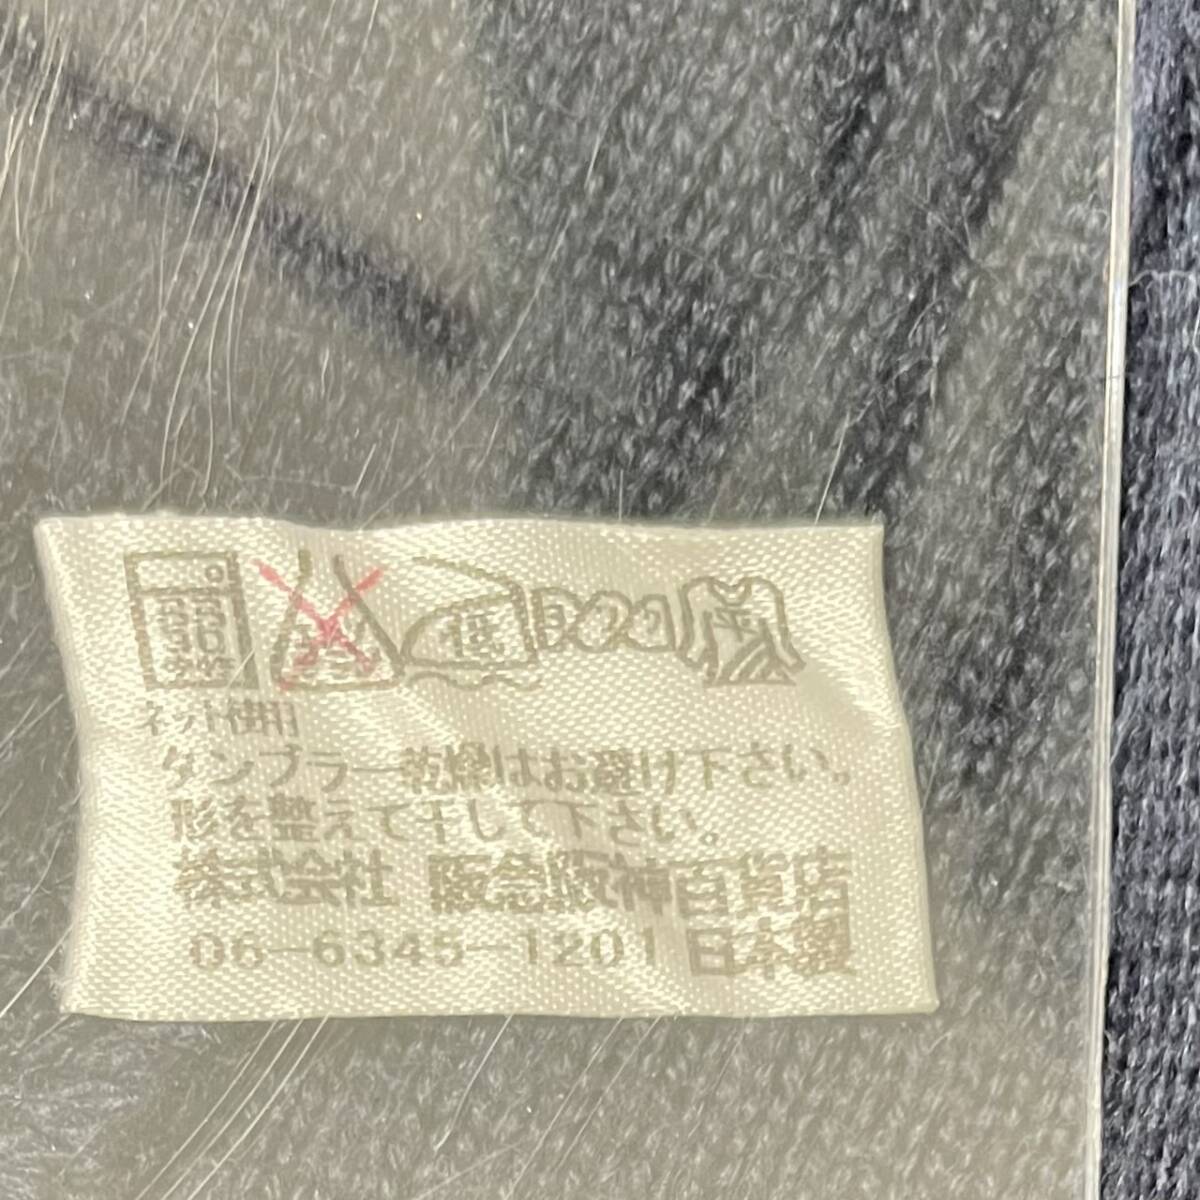 低 平
ネット使用
タンブラー乾燥はお避け下さい。
形を整えて干して下さい。
株式会社 阪急阪神百貨店
06-6345-1201 日本製